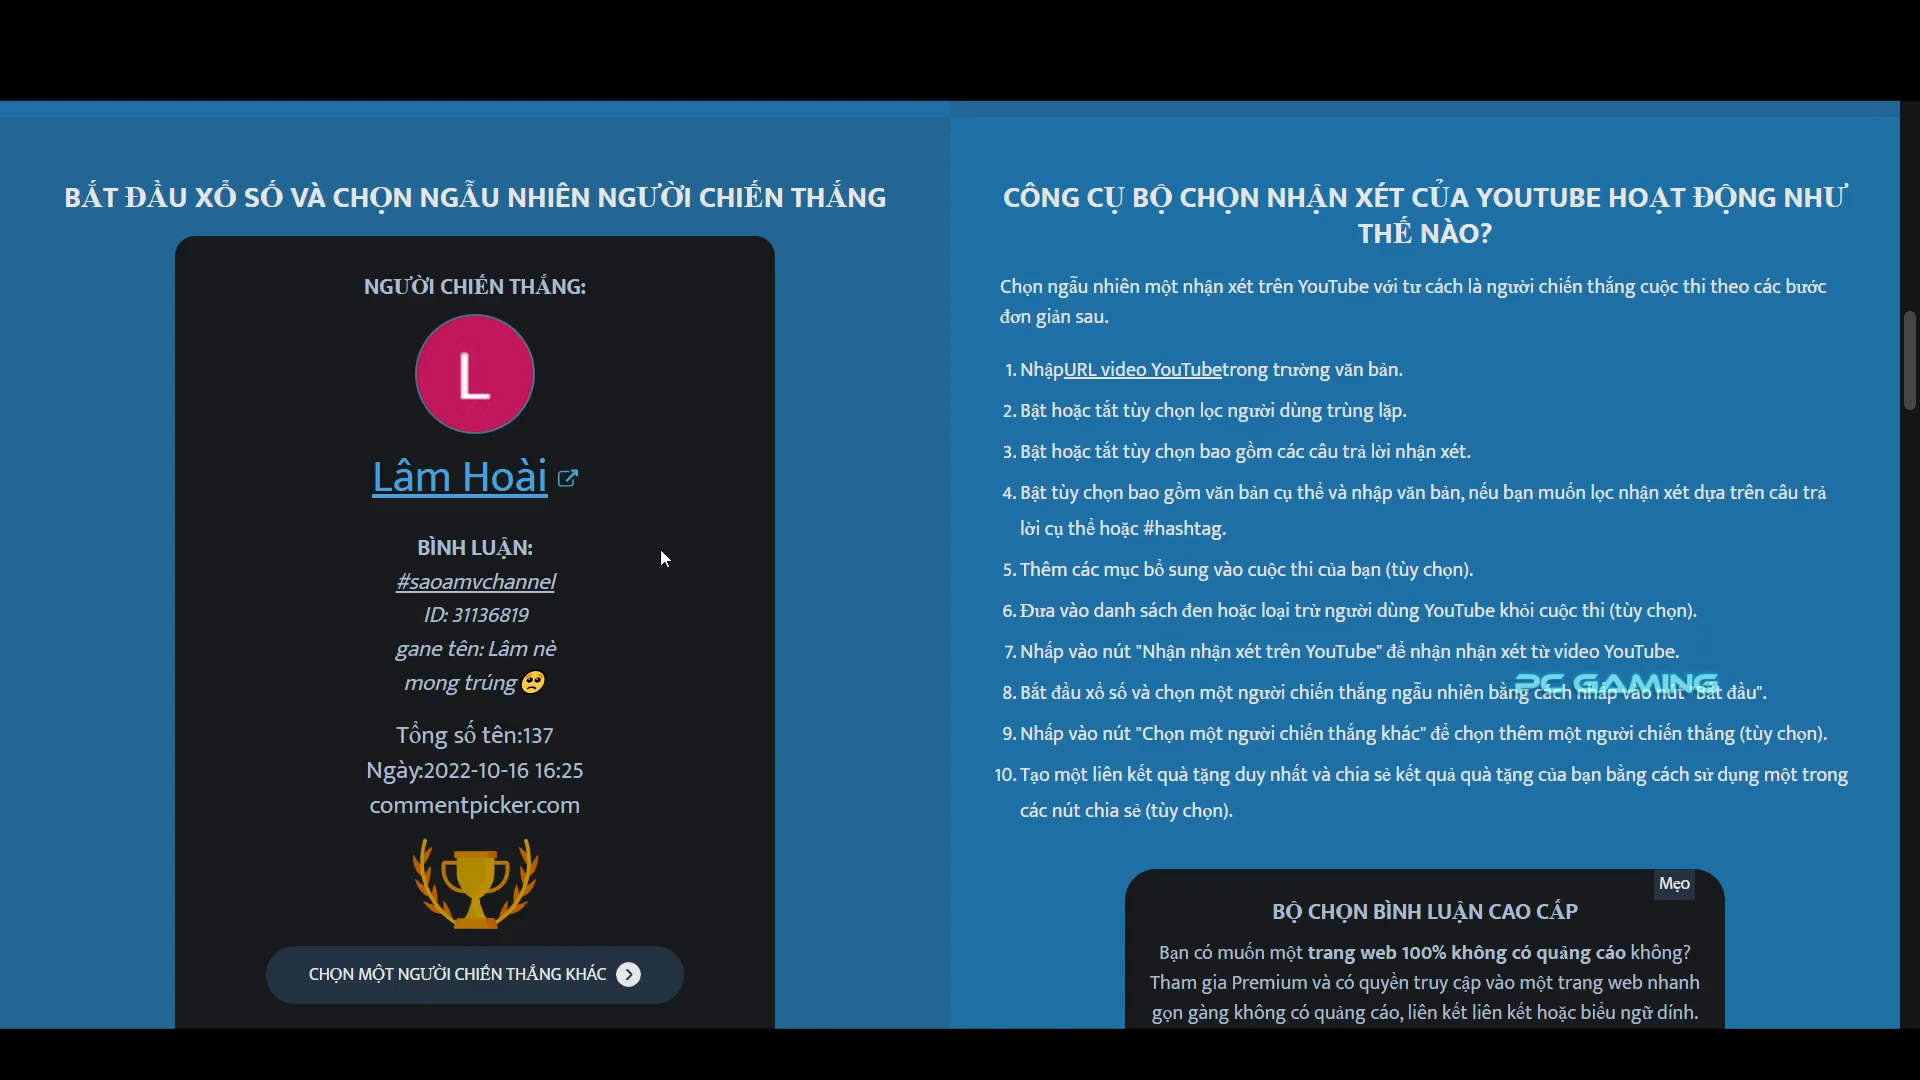 BẮT ĐẦU XỔ SỐ VÀ CHỌN NGẪU NHIÊN NGƯỜI CHIẾN THẮNG
NGƯỜI CHIẾN THẮNG:
L
Lâm Hoài
BÌNH LUẬN:
#saoamvchannel
ID: 31136819
gane tên: Lâm nè
mong trúng🥺
Tổng số tên:137
Ngày:2022-10-16 16:25
commentpicker.com
CHỌN MỘT NGƯỜI CHIẾN THẮNG KHÁC
CÔNG CỤ BỘ CHỌN NHẬN XÉT CỦA YOUTUBE HOẠT ĐỘNG NHƯ
THẾ NÀO?
Chọn ngẫu nhiên một nhận xét trên YouTube với tư cách là người chiến thắng cuộc thi theo các bước
đơn giản sau.
1. NhậpURL video YouTubetrong trường văn bản.
2. Bật hoặc tắt tùy chọn lọc người dùng trùng lặp.
3. Bật hoặc tắt tùy chọn bao gồm các câu trả lời nhận xét.
4. Bật tùy chọn bao gồm văn bản cụ thể và nhập văn bản, nếu bạn muốn lọc nhận xét dựa trên câu trả
lời cụ thể hoặc #hashtag.
5. Thêm các mục bổ sung vào cuộc thi của bạn (tùy chọn).
6. Đưa vào danh sách đen hoặc loại trừ người dùng YouTube khỏi cuộc thi (tùy chọn).
7. Nhấp vào nút "Nhận nhận xét trên YouTube" để nhận nhận xét từ video YouTube.
PC GAMING
8. Bắt đầu xổ số và chọn một người chiến thắng ngẫu nhiên bằng cách nhấp vào nút "Bắt đầu".
9. Nhấp vào nút "Chọn một người chiến thắng khác" để chọn thêm một người chiến thắng (tùy chọn).
10. Tạo một liên kết quà tặng duy nhất và chia sẻ kết quả quà tặng của bạn bằng cách sử dụng một trong
các nút chia sẻ (tùy chọn).
Mẹo
BỘ CHỌN BÌNH LUẬN CAO CẤP
Bạn có muốn một trang web 100% không có quảng cáo không?
Tham gia Premium và có quyền truy cập vào một trang web nhanh
gọn gàng không có quảng cáo, liên kết liên kết hoặc biểu ngữ dính.